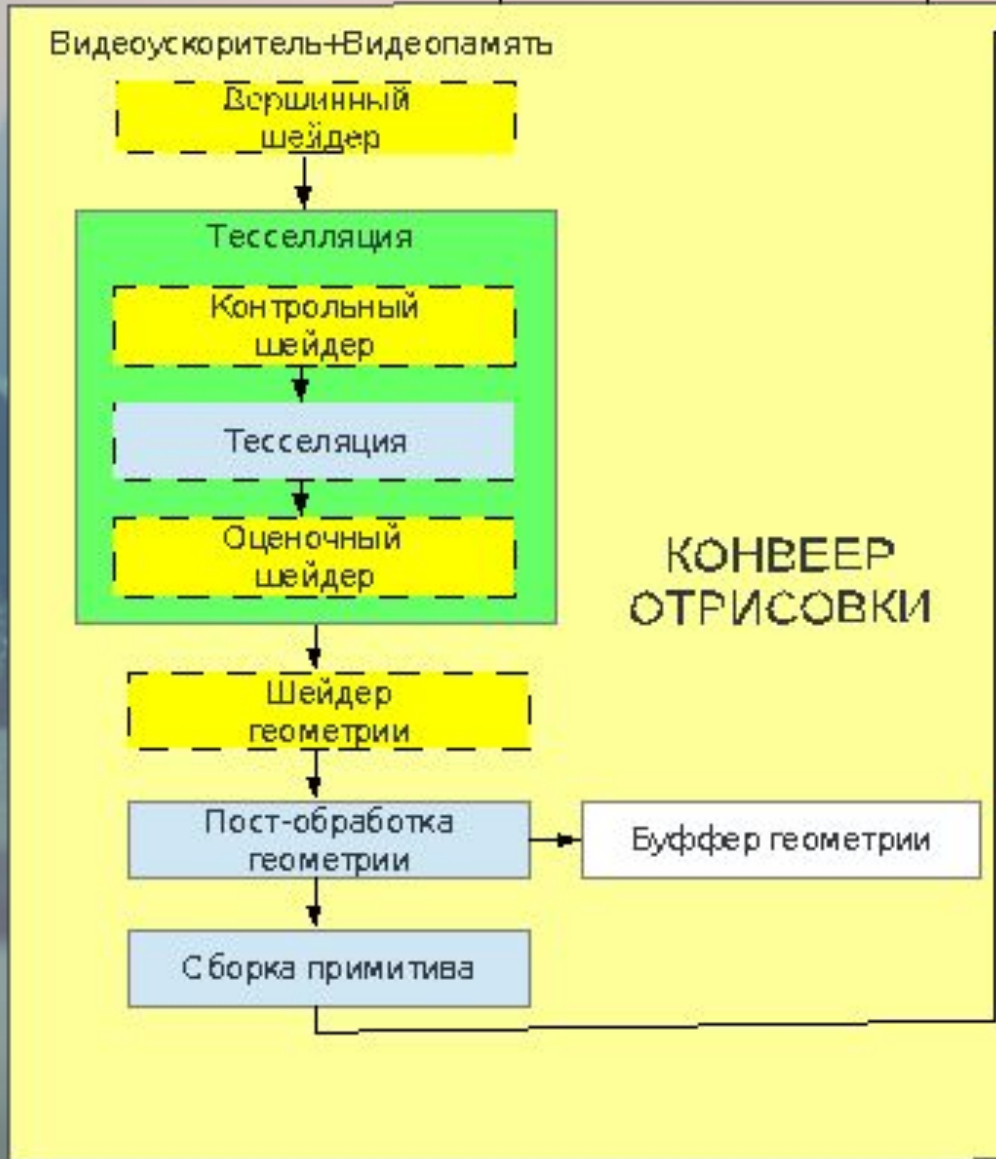 Видеоускоритель+Видеопамять
Вершинный
шейдер
Тесселляция
Контрольный
шейдер
Тесселяция
Оценочный
шейдер
КОНВЕЕР
ОТРИСОВКИ
Шейдер
геометрии
Пост-обработка
геометрии
Буффер геометрии
Сборка примитива